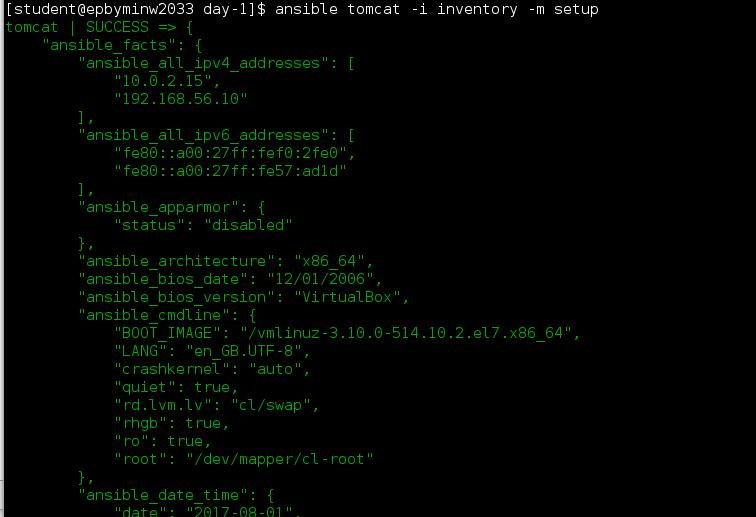 [student@epbyminw2033 day-1]$ ansible tomcat -i inventory -m setup
tomcat | SUCCESS => {
    "ansible_facts": {
        "ansible_all_ipv4_addresses": [
            "10.0.2.15",
            "192.168.56.10"
        ],
        "ansible_all_ipv6_addresses": [
            "fe80::a00:27ff:fef0:2fe0",
            "fe80::a00:27ff:fe57:ad1d"
        ],
        "ansible_apparmor": {
            "status": "disabled"
        },
        "ansible_architecture": "x86_64",
        "ansible_bios_date": "12/01/2006",
        "ansible_bios_version": "VirtualBox",
        "ansible_cmdline": {
            "BOOT_IMAGE": "/vmlinuz-3.10.0-514.10.2.el7.x86_64",
            "LANG": "en_GB.UTF-8",
            "crashkernel": "auto",
            "quiet": true,
            "rd.lvm.lv": "cl/swap",
            "rhgb": true,
            "ro": true,
            "root": "/dev/mapper/cl-root"
        },
        "ansible_date_time": {
            "date": "2017-08-01",